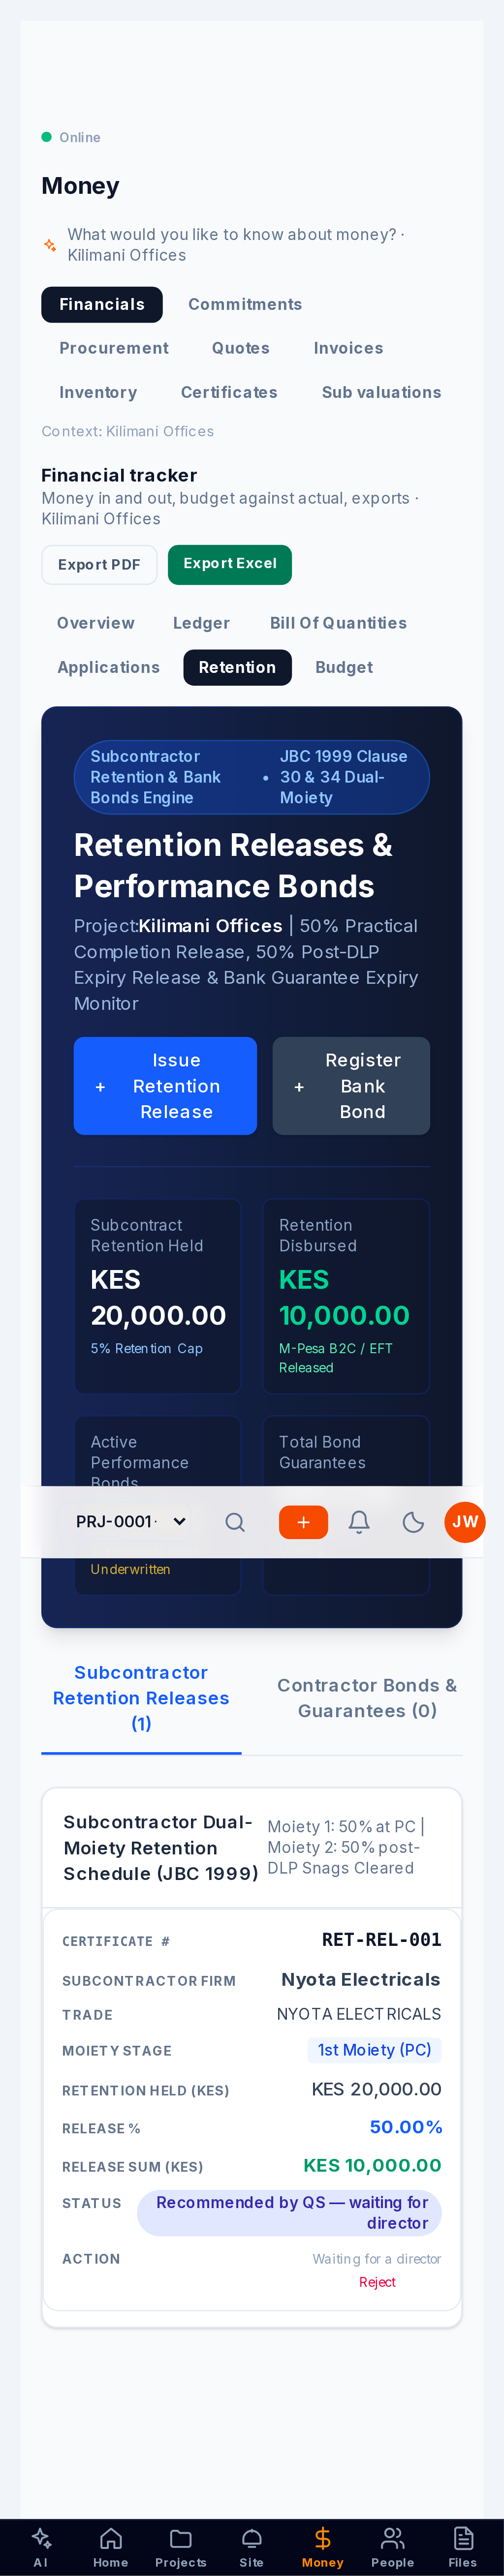 Online
Money
What would you like to know about money? ·
Kilimani Offices
Financials Commitments
Procurement Quotes Invoices
Inventory Certificates Sub valuations
Context: Kilimani Offices
Financial tracker
Money in and out, budget against actual, exports ·
Kilimani Offices
Export PDF Export Excel
Overview Ledger Bill Of Quantities
Applications Retention Budget
Subcontractor
Retention & Bank
Bonds Engine
•
JBC 1999 Clause
30 & 34 Dual-
Moiety
Retention Releases &
Performance Bonds
Project:Kilimani Offices | 50% Practical
Completion Release, 50% Post-DLP
Expiry Release & Bank Guarantee Expiry
Monitor
+ Issue
Retention
Release
+ Register
Bank
Bond
Subcontract
Retention Held
KES
20,000.00
5% Retention Cap
Retention
Disbursed
KES
10,000.00
M-Pesa B2C / EFT
Released
Active
Performance
Bonds
Total Bond
Guarantees
PRJ-0001 ·
+
JW
Underwritten
Subcontractor
Retention Releases
(1)
Contractor Bonds &
Guarantees (0)
Subcontractor Dual-
Moiety Retention
Schedule (JBC 1999)
Moiety 1: 50% at PC |
Moiety 2: 50% post-
DLP Snags Cleared
CERTIFICATE # RET-REL-001
SUBCONTRACTOR FIRM Nyota Electricals
TRADE NYOTA ELECTRICALS
MOIETY STAGE 1st Moiety (PC)
RETENTION HELD (KES) KES 20,000.00
RELEASE % 50.00%
RELEASE SUM (KES) KES 10,000.00
STATUS Recommended by QS — waiting for
director
ACTION Waiting for a director
Reject
AI Home Projects Site Money People Files